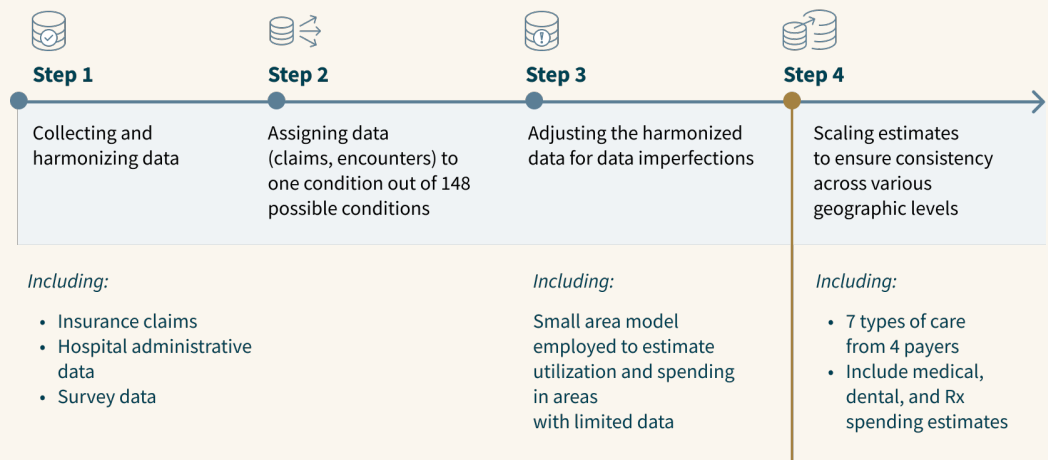 Step 1
Collecting and
harmonizing data
Including:
• Insurance claims
• Hospital administrative
data
• Survey data
Step 2
Assigning data
(claims, encounters) to
one condition out of 148
possible conditions
Step 3
Adjusting the harmonized
data for data imperfections
Including:
Small area model
employed to estimate
utilization and spending
in areas
with limited data
Step 4
Scaling estimates
to ensure consistency
across various
geographic levels
Including:
• 7 types of care
from 4 payers
• Include medical,
dental, and Rx
spending estimates